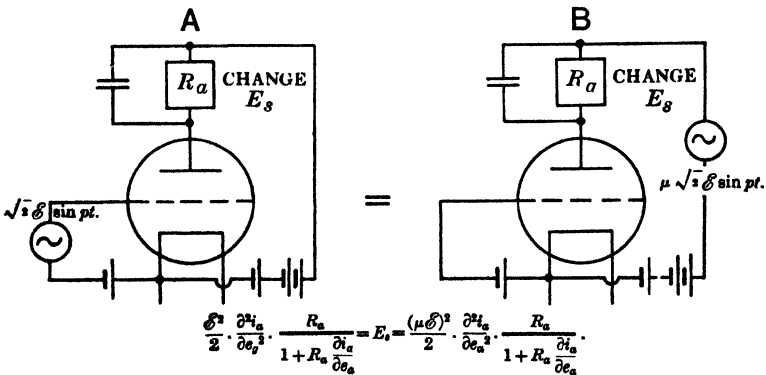 A B
R_a CHANGE E_s
R_a CHANGE E_s
√2 ℰ sin pt.
=
μ √2 ℰ sin pt.
ℰ²/2 · ∂²i_a/∂e_g² · R_a/(1+R_a ∂i_a/∂e_a) = E_s = (μℰ)²/2 · ∂²i_a/∂e_a² · R_a/(1+R_a ∂i_a/∂e_a).